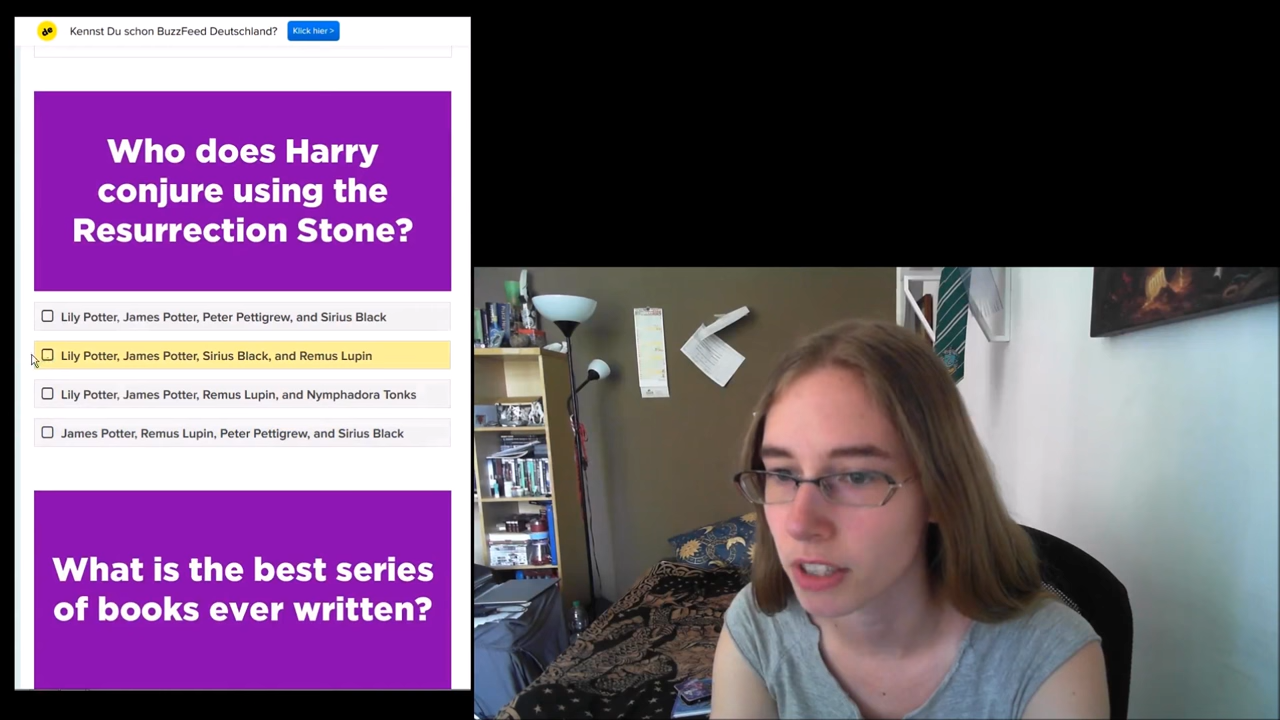 Kennst Du schon BuzzFeed Deutschland?
Klick hier >
Who does Harry
conjure using the
Resurrection Stone?
Lily Potter, James Potter, Peter Pettigrew, and Sirius Black
Lily Potter, James Potter, Sirius Black, and Remus Lupin
Lily Potter, James Potter, Remus Lupin, and Nymphadora Tonks
James Potter, Remus Lupin, Peter Pettigrew, and Sirius Black
What is the best series
of books ever written?